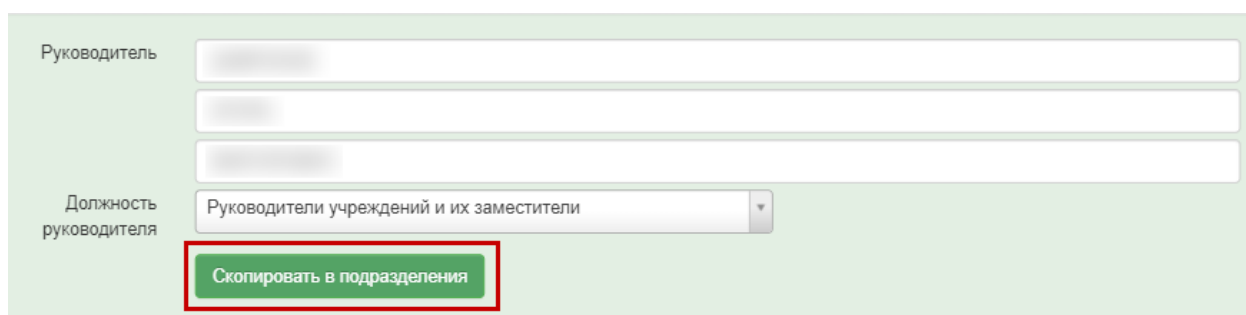 Руководитель
Должность
руководителя
Руководители учреждений и их заместители
Скопировать в подразделения